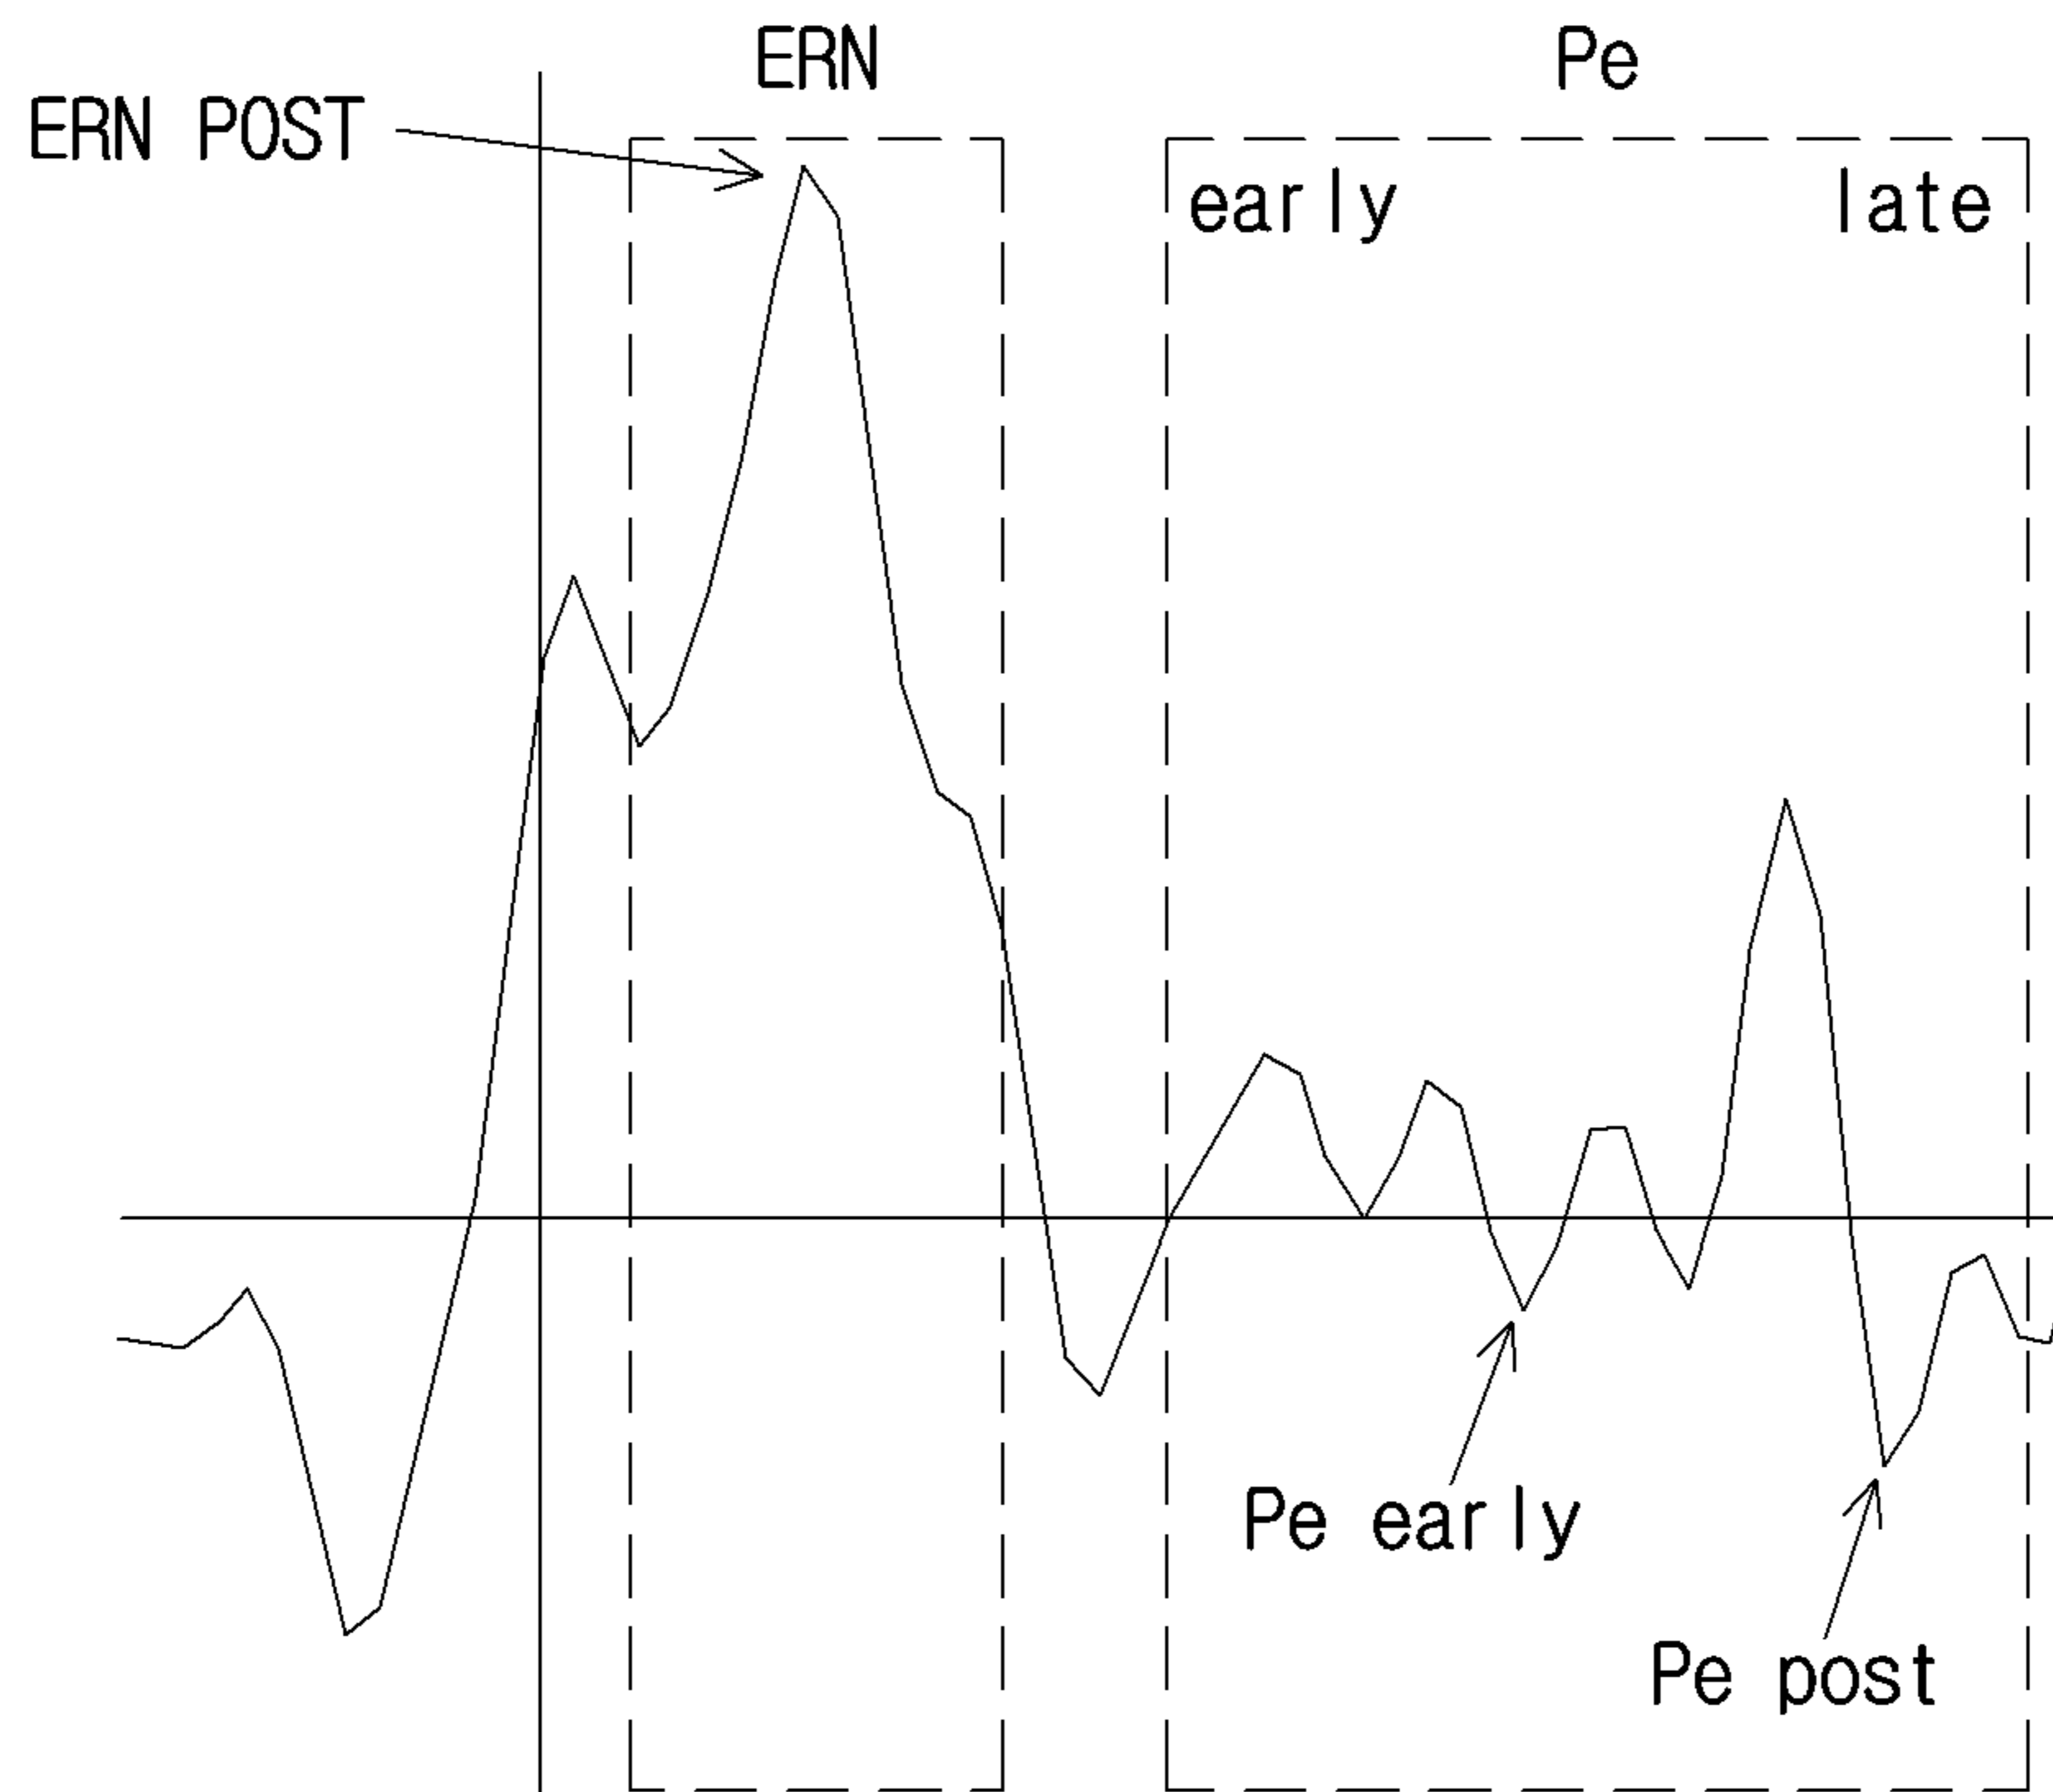 ERN
Pe
ERN POST
early
late
Pe early
Pe post